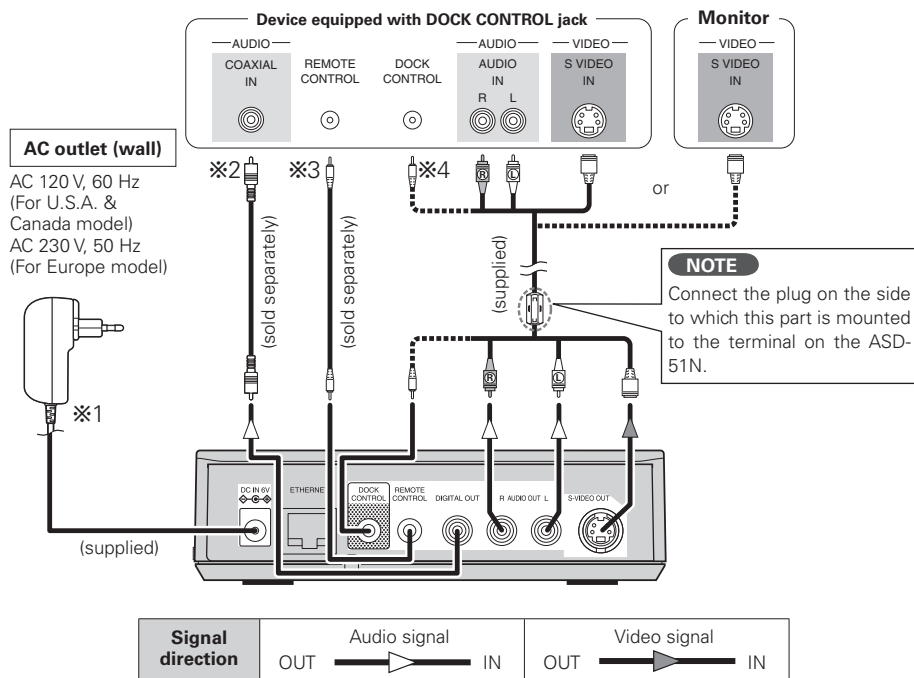 Device equipped with DOCK CONTROL jack
Monitor
AUDIO
AUDIO
VIDEO
VIDEO
COAXIAL
IN
REMOTE
CONTROL
DOCK
CONTROL
AUDIO
IN
R L
S VIDEO
IN
S VIDEO
IN
AC outlet (wall)
AC 120 V, 60 Hz
(For U.S.A. &
Canada model)
AC 230 V, 50 Hz
(For Europe model)
※2
※3
※4
R
L
or
(sold separately)
(sold separately)
(supplied)
NOTE
Connect the plug on the side
to which this part is mounted
to the terminal on the ASD-
51N.
R
L
※1
(supplied)
DC IN 6V
ETHERNET
DOCK
CONTROL
REMOTE
CONTROL
DIGITAL OUT
R AUDIO OUT L
S-VIDEO OUT
Signal
direction
Audio signal
OUT IN
Video signal
OUT IN